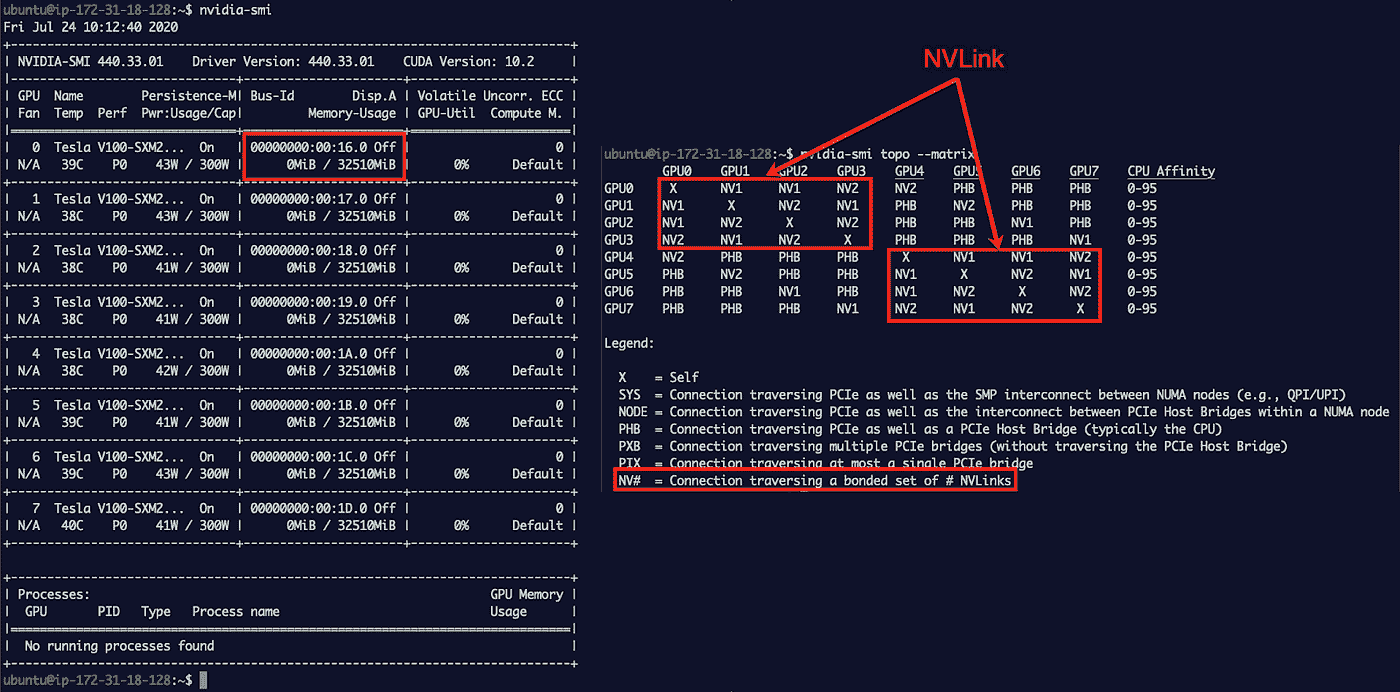 ubuntu@ip-172-31-18-128:~$ nvidia-smi
Fri Jul 24 10:12:40 2020
+-----------------------------------------------------------------------------+
| NVIDIA-SMI 440.33.01    Driver Version: 440.33.01    CUDA Version: 10.2     |
|-------------------------------+----------------------+----------------------+
| GPU  Name        Persistence-M| Bus-Id        Disp.A | Volatile Uncorr. ECC |
| Fan  Temp  Perf  Pwr:Usage/Cap|         Memory-Usage | GPU-Util  Compute M. |
|===============================+======================+======================|
|   0  Tesla V100-SXM2...  On   | 00000000:00:16.0 Off |                    0 |
| N/A   39C    P0    43W / 300W |      0MiB / 32510MiB |      0%      Default |
+-------------------------------+----------------------+----------------------+
|   1  Tesla V100-SXM2...  On   | 00000000:00:17.0 Off |                    0 |
| N/A   38C    P0    43W / 300W |      0MiB / 32510MiB |      0%      Default |
+-------------------------------+----------------------+----------------------+
|   2  Tesla V100-SXM2...  On   | 00000000:00:18.0 Off |                    0 |
| N/A   38C    P0    41W / 300W |      0MiB / 32510MiB |      0%      Default |
+-------------------------------+----------------------+----------------------+
|   3  Tesla V100-SXM2...  On   | 00000000:00:19.0 Off |                    0 |
| N/A   38C    P0    41W / 300W |      0MiB / 32510MiB |      0%      Default |
+-------------------------------+----------------------+----------------------+
|   4  Tesla V100-SXM2...  On   | 00000000:00:1A.0 Off |                    0 |
| N/A   38C    P0    42W / 300W |      0MiB / 32510MiB |      0%      Default |
+-------------------------------+----------------------+----------------------+
|   5  Tesla V100-SXM2...  On   | 00000000:00:1B.0 Off |                    0 |
| N/A   39C    P0    41W / 300W |      0MiB / 32510MiB |      0%      Default |
+-------------------------------+----------------------+----------------------+
|   6  Tesla V100-SXM2...  On   | 00000000:00:1C.0 Off |                    0 |
| N/A   39C    P0    43W / 300W |      0MiB / 32510MiB |      0%      Default |
+-------------------------------+----------------------+----------------------+
|   7  Tesla V100-SXM2...  On   | 00000000:00:1D.0 Off |                    0 |
| N/A   40C    P0    41W / 300W |      0MiB / 32510MiB |      0%      Default |
+-------------------------------+----------------------+----------------------+
+-----------------------------------------------------------------------------+
| Processes:                                                       GPU Memory |
|  GPU       PID   Type   Process name                             Usage      |
|=============================================================================|
|  No running processes found                                                 |
+-----------------------------------------------------------------------------+
ubuntu@ip-172-31-18-128:~$
NVLink
ubuntu@ip-172-31-18-128:~$ nvidia-smi topo --matrix
GPU0 GPU1 GPU2 GPU3 GPU4 GPU5 GPU6 GPU7 CPU Affinity
GPU0 X NV1 NV1 NV2 NV2 PHB PHB PHB 0-95
GPU1 NV1 X NV2 NV1 PHB NV2 PHB PHB 0-95
GPU2 NV1 NV2 X NV2 PHB PHB NV1 PHB 0-95
GPU3 NV2 NV1 NV2 X PHB PHB PHB NV1 0-95
GPU4 NV2 PHB PHB PHB X NV1 NV1 NV2 0-95
GPU5 PHB NV2 PHB PHB NV1 X NV2 NV1 0-95
GPU6 PHB PHB NV1 PHB NV1 NV2 X NV2 0-95
GPU7 PHB PHB PHB NV1 NV2 NV1 NV2 X 0-95
Legend:
X = Self
SYS = Connection traversing PCIe as well as the SMP interconnect between NUMA nodes (e.g., QPI/UPI)
NODE = Connection traversing PCIe as well as the interconnect between PCIe Host Bridges within a NUMA node
PHB = Connection traversing PCIe as well as a PCIe Host Bridge (typically the CPU)
PXB = Connection traversing multiple PCIe bridges (without traversing the PCIe Host Bridge)
PIX = Connection traversing at most a single PCIe bridge
NV# = Connection traversing a bonded set of # NVLinks